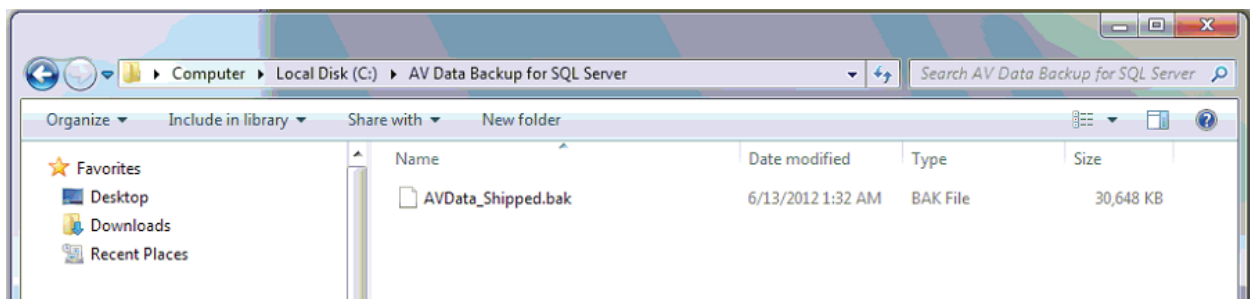 Computer Local Disk (C:) AV Data Backup for SQL Server Search AV Data Backup for SQL Server
Organize Include in library Share with New folder
Favorites
Desktop
Downloads
Recent Places
Name Date modified Type Size
AVData_Shipped.bak 6/13/2012 1:32 AM BAK File 30,648 KB